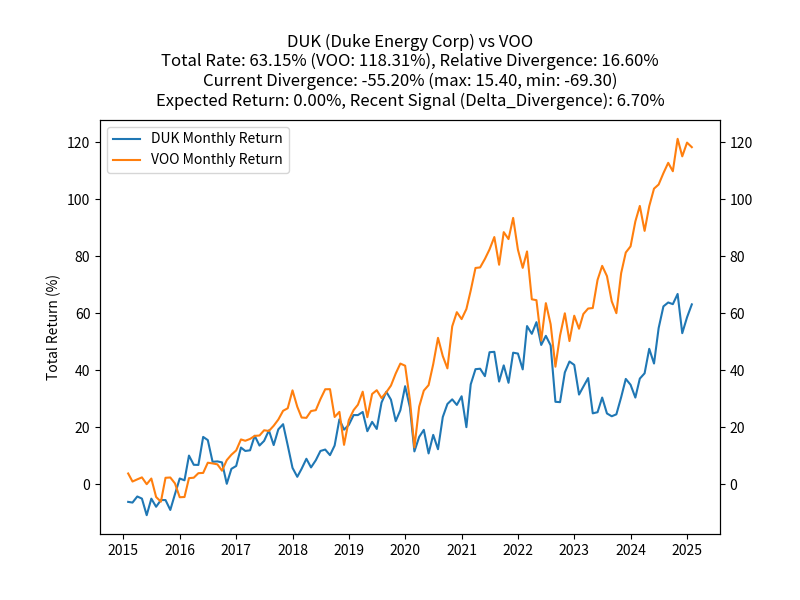 DUK (Duke Energy Corp) vs VOO
Total Rate: 63.15% (VOO: 118.31%), Relative Divergence: 16.60%
Current Divergence: -55.20% (max: 15.40, min: -69.30)
Expected Return: 0.00%, Recent Signal (Delta_Divergence): 6.70%
DUK Monthly Return
VOO Monthly Return
Total Return (%)
120 120
100 100
80 80
60 60
40 40
20 20
0 0
2015 2016 2017 2018 2019 2020 2021 2022 2023 2024 2025